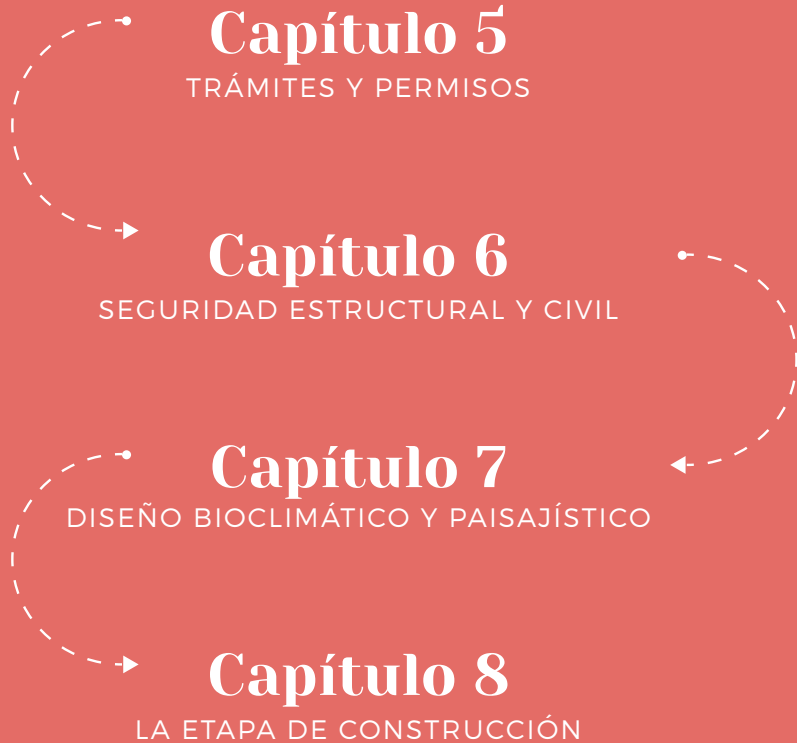 Capítulo 5
TRÁMITES Y PERMISOS
Capítulo 6
SEGURIDAD ESTRUCTURAL Y CIVIL
Capítulo 7
DISEÑO BIOCLIMÁTICO Y PAISAJÍSTICO
Capítulo 8
LA ETAPA DE CONSTRUCCIÓN